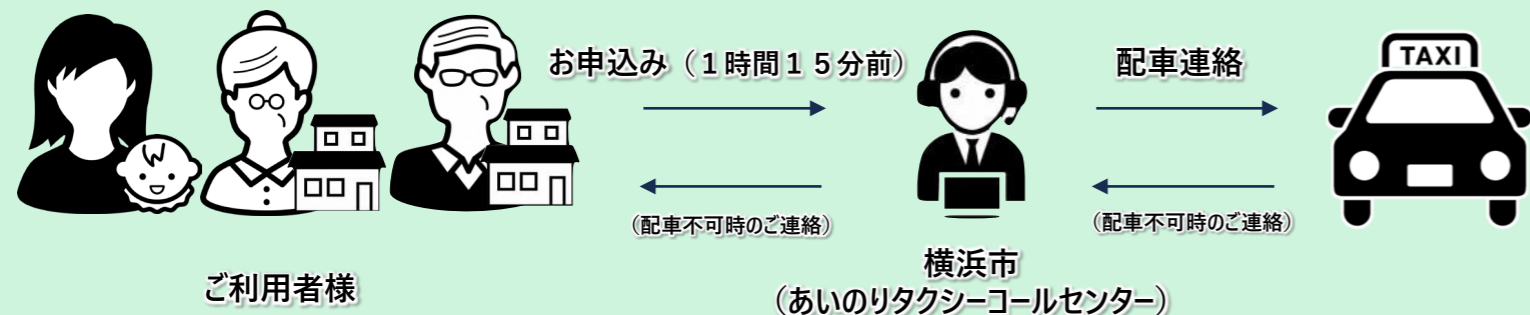 お申込み（１時間１５分前）
配車連絡
TAXI
（配車不可時のご連絡）
（配車不可時のご連絡）
ご利用者様
横浜市
（あいのりタクシーコールセンター）